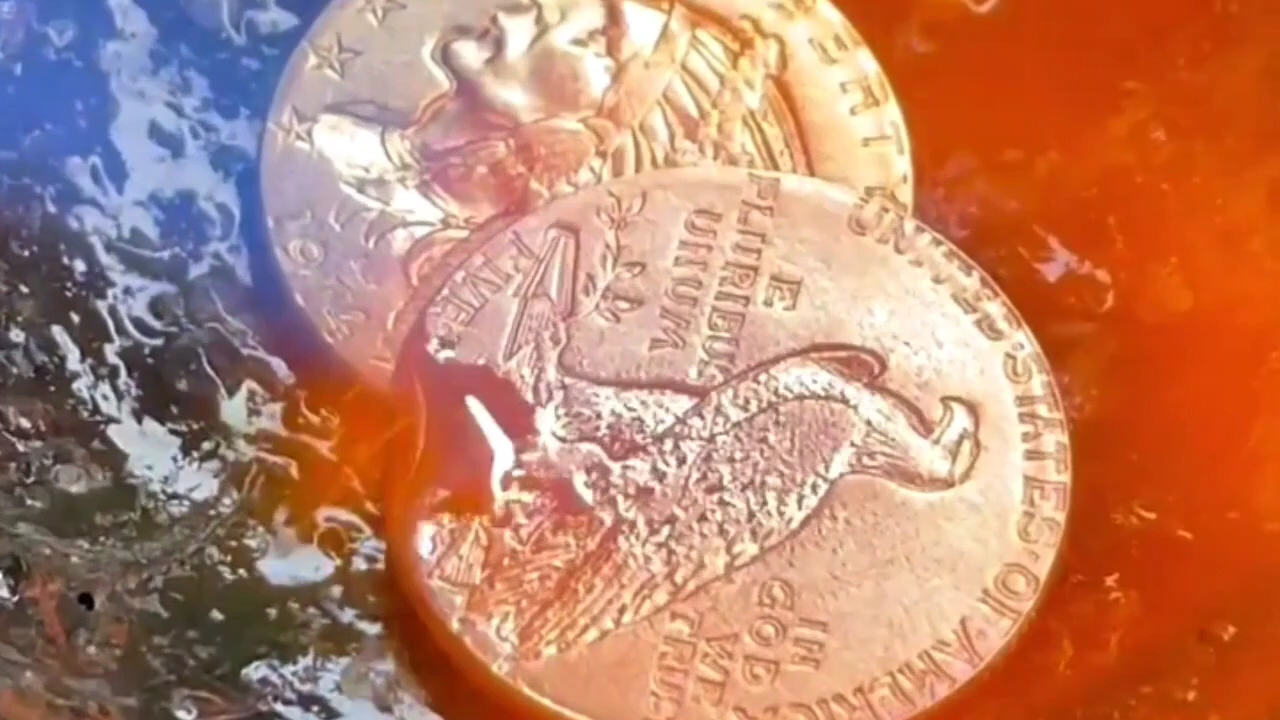 ERT
UNITED·STATES·OF·AMERICA
E
PLURIBUS
UNUM
FIVE
IN
GOD
WE
TRUST